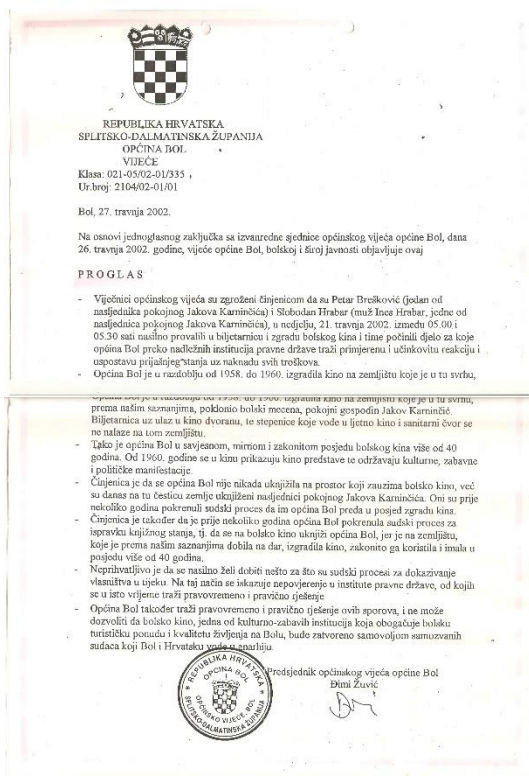 REPUBLIKA HRVATSKA
SPLITSKO-DALMATINSKA ŽUPANIJA
OPĆINA BOL
VIJEĆE
Klasa: 021-05/02-01/335
Ur.broj: 2104/02-01/01
Bol, 27. travnja 2002.
Na osnovi jednoglasnog zaključka sa izvanredne sjednice općinskog vijeća općine Bol, dana
26. travnja 2002. godine, vijeće općine Bol, bolskoj i široj javnosti objavljuje ovaj
P R O G L A S
- Vijećnici općinskog vijeća su zgroženi činjenicom da su Petar Brešković (jedan od
nasljednika pokojnog Jakova Karninčića) i Slobodan Hrabar (muž Ines Hrabar, jedne od
nasljednica pokojnog Jakova Karninčića), u nedjelju, 21. travnja 2002. između 05.00 i
05.30 sati nasilno provalili u biljetarnicu i zgradu bolskog kina i time počinili djelo za koje
općina Bol preko nadležnih institucija pravne države traži primjerenu i učinkovitu reakciju i
uspostavu prijašnjeg stanja uz naknadu svih troškova.
- Općina Bol je u razdoblju od 1958. do 1960. izgradila kino na zemljištu koje je u tu svrhu,
Općina Bol je u razdoblju od 1958. do 1960. izgradila kino na zemljištu koje je u tu svrhu,
prema našim saznanjima, poklonio bolski mecena, pokojni gospodin Jakov Karninčić.
Biljetarnica uz ulaz u kino dvoranu, te stepenice koje vode u ljetno kino i sanitarni čvor se
ne nalaze na tom zemljištu.
- Tako je općina Bol u savjesnom, mirnom i zakonitom posjedu bolskog kina više od 40
godina. Od 1960. godine se u kinu prikazuju kino predstave te održavaju kulturne, zabavne
i političke manifestacije.
- Činjenica je da se općina Bol nije nikada uknjižila na prostor koji zauzima bolsko kino, već
su danas na tu česticu zemlje uknjiženi nasljednici pokojnog Jakova Karninčića. Oni su prije
nekoliko godina pokrenuli sudski proces da im općina Bol preda u posjed zgradu kina.
- Činjenica je također da je prije nekoliko godina općina Bol pokrenula sudski proces za
ispravku knjižnog stanja, tj. da se na bolsko kino uknjiži općina Bol, jer je na zemljištu,
koje je prema našim saznanjima dobila na dar, izgradila kino, zakonito ga koristila i imala u
posjedu više od 40 godina.
- Neprihvatljivo je da se nasilno želi dobiti nešto za što su sudski procesi za dokazivanje
vlasništva u tijeku. Na taj način se iskazuje nepovjerenje u institute pravne države, od kojih
se u isto vrijeme traži pravovremeno i pravično rješenje
- Općina Bol također traži pravovremeno i pravično rješenje ovih sporova, i ne može
dozvoliti da bolsko kino, jedna od kulturno-zabavnih institucija koja obogaćuje bolsku
turističku ponudu i kvalitetu življenja na Bolu, bude zatvoreno samovoljom samozvanih
sudaca koji Bol i Hrvatsku vode u anarhiju.
Predsjednik općinskog vijeća općine Bol
Đimi Žuvić
REPUBLIKA HRVATSKA
SPLITSKO-DALMATINSKA ŽUPANIJA
OPĆINA BOL
OPĆINSKO VIJEĆE, BOL